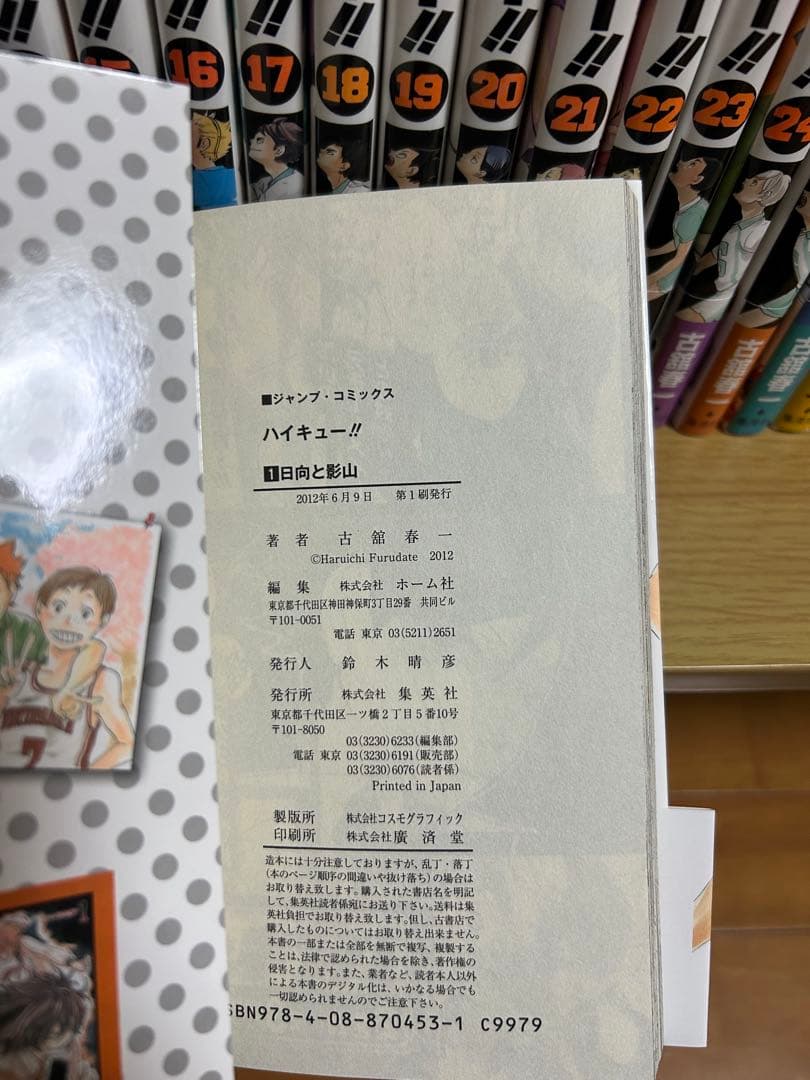 !!
!!
!!
!!
!!
!!
!!
!!
!!
15
16
17
18
19
20
21
22
23
24
古舘春一
古舘春一
古舘春一
■ジャンプ・コミックス
ハイキュー!!
1日向と影山
2012年6月9日 第1刷発行
著者 古舘春一
©Haruichi Furudate 2012
編集 株式会社 ホーム社
東京都千代田区神田神保町3丁目29番 共同ビル
〒101-0051
電話 東京 03(5211)2651
発行人 鈴木晴彦
発行所 株式会社 集英社
東京都千代田区一ツ橋2丁目5番10号
〒101-8050
03(3230)6233(編集部)
電話 東京 03(3230)6191(販売部)
03(3230)6076(読者係)
Printed in Japan
製版所 株式会社コスモグラフィック
印刷所 株式会社 廣済堂
造本には十分注意しておりますが、乱丁・落丁
(本のページ順序の間違いや抜け落ち)の場合は
お取り替え致します。購入された書店名を明記
して、集英社読者係宛にお送り下さい。送料は集
英社負担でお取り替え致します。但し、古書店で
購入したものについてはお取り替え出来ません。
本書の一部または全部を無断で複写、複製する
ことは、法律で認められた場合を除き、著作権の
侵害となります。また、業者など、読者本人以外
による本書のデジタル化は、いかなる場合でも
一切認められませんのでご注意下さい。
ISBN978-4-08-870453-1 C9979
7